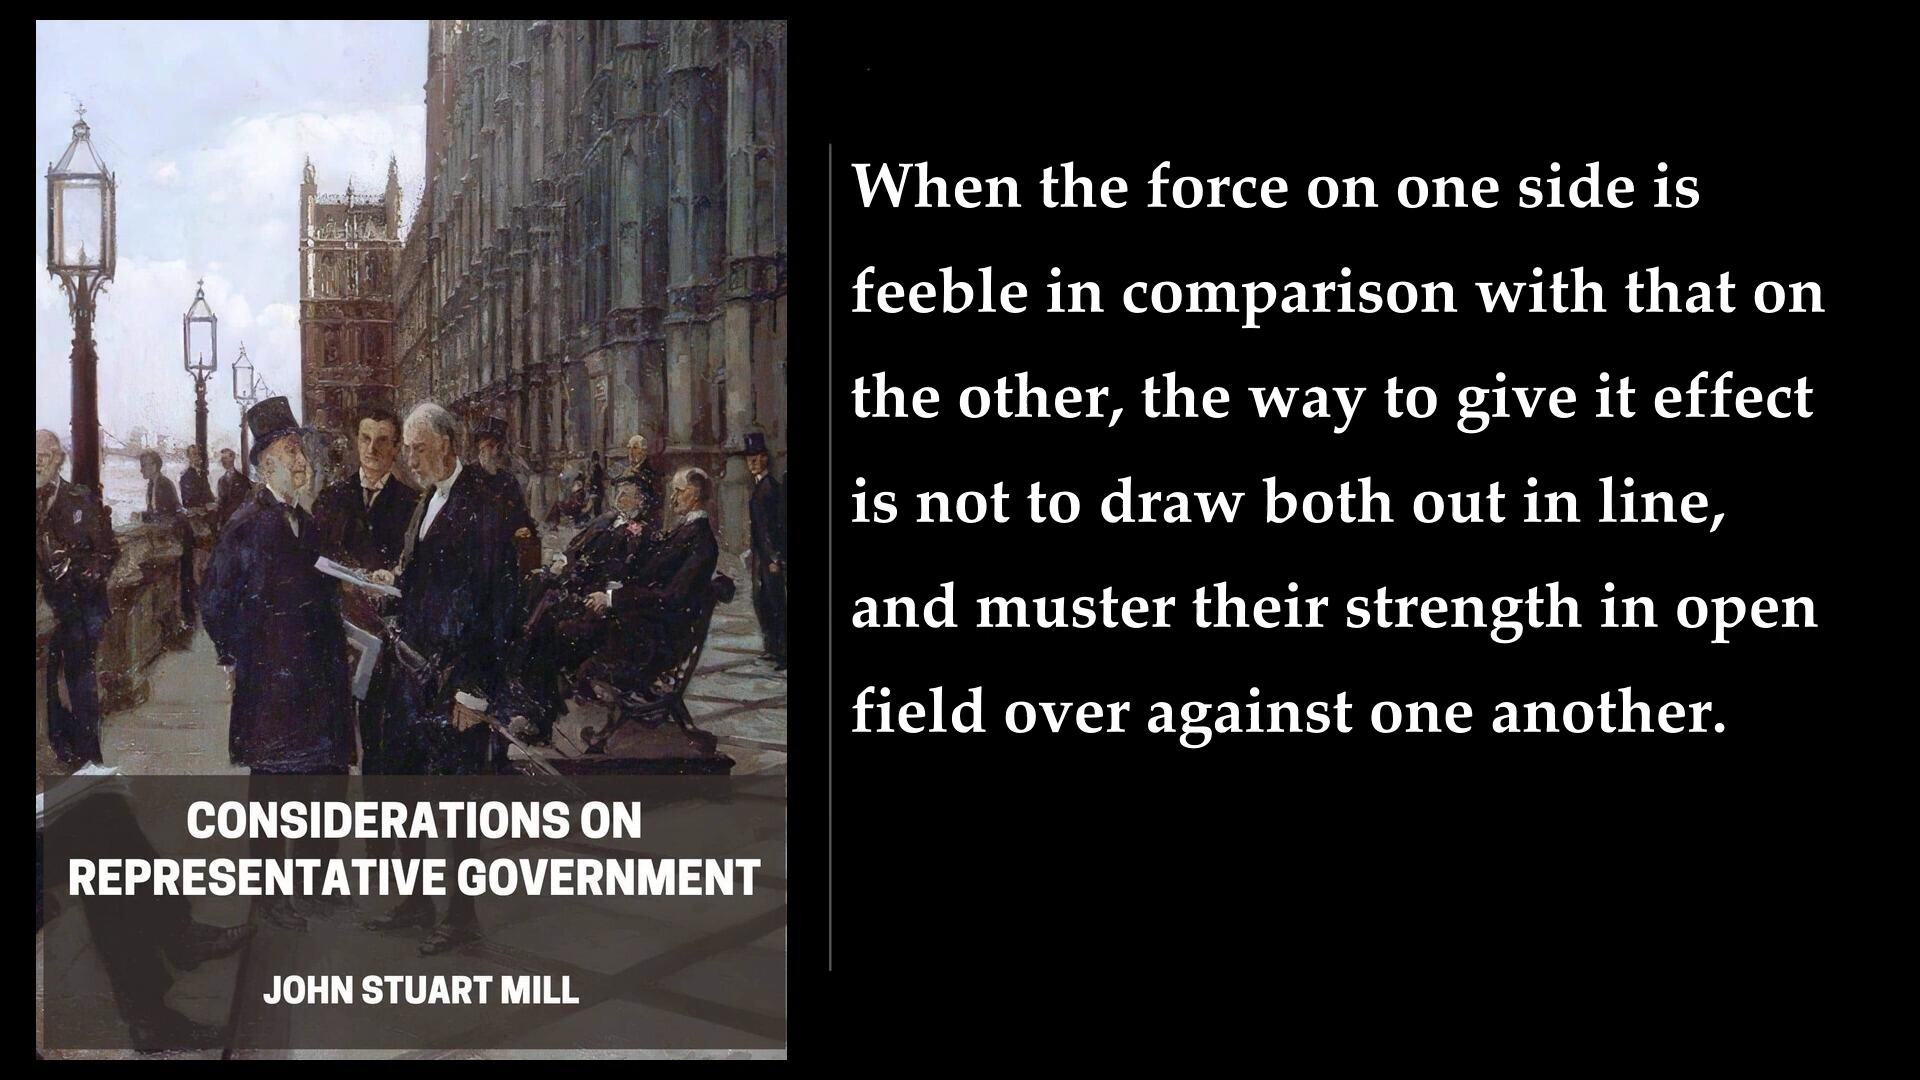 When the force on one side is
feeble in comparison with that on
the other, the way to give it effect
is not to draw both out in line,
and muster their strength in open
field over against one another.
CONSIDERATIONS ON
REPRESENTATIVE GOVERNMENT
JOHN STUART MILL